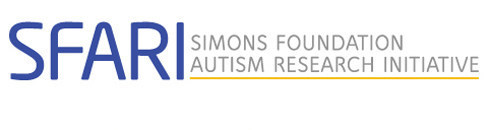 SFARI
SIMONS FOUNDATION
AUTISM RESEARCH INITIATIVE